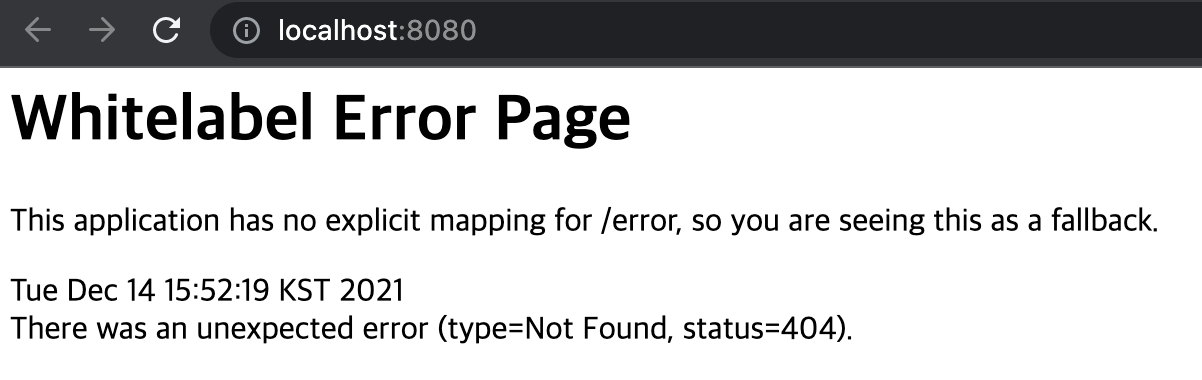 localhost:8080
Whitelabel Error Page
This application has no explicit mapping for /error, so you are seeing this as a fallback.
Tue Dec 14 15:52:19 KST 2021
There was an unexpected error (type=Not Found, status=404).